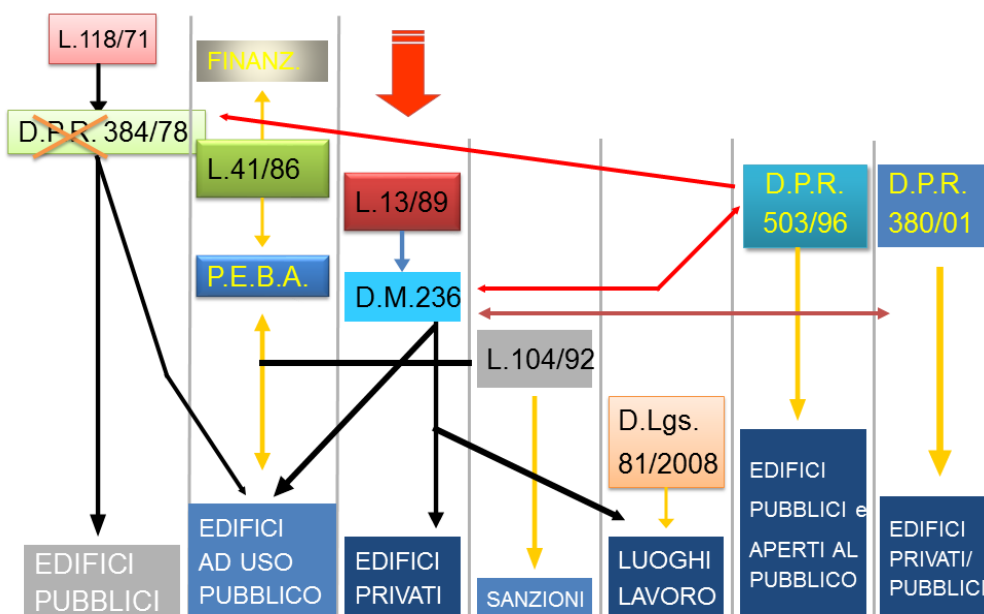 L.118/71
FINANZ.
D.P.R. 384/78
L.41/86
L.13/89
D.P.R.
503/96
D.P.R.
380/01
P.E.B.A.
D.M.236
L.104/92
D.Lgs.
81/2008
EDIFICI
PUBBLICI
EDIFICI
AD USO
PUBBLICO
EDIFICI
PRIVATI
SANZIONI
LUOGHI
LAVORO
EDIFICI
PUBBLICI e
APERTI AL
PUBBLICO
EDIFICI
PRIVATI/
PUBBLICI